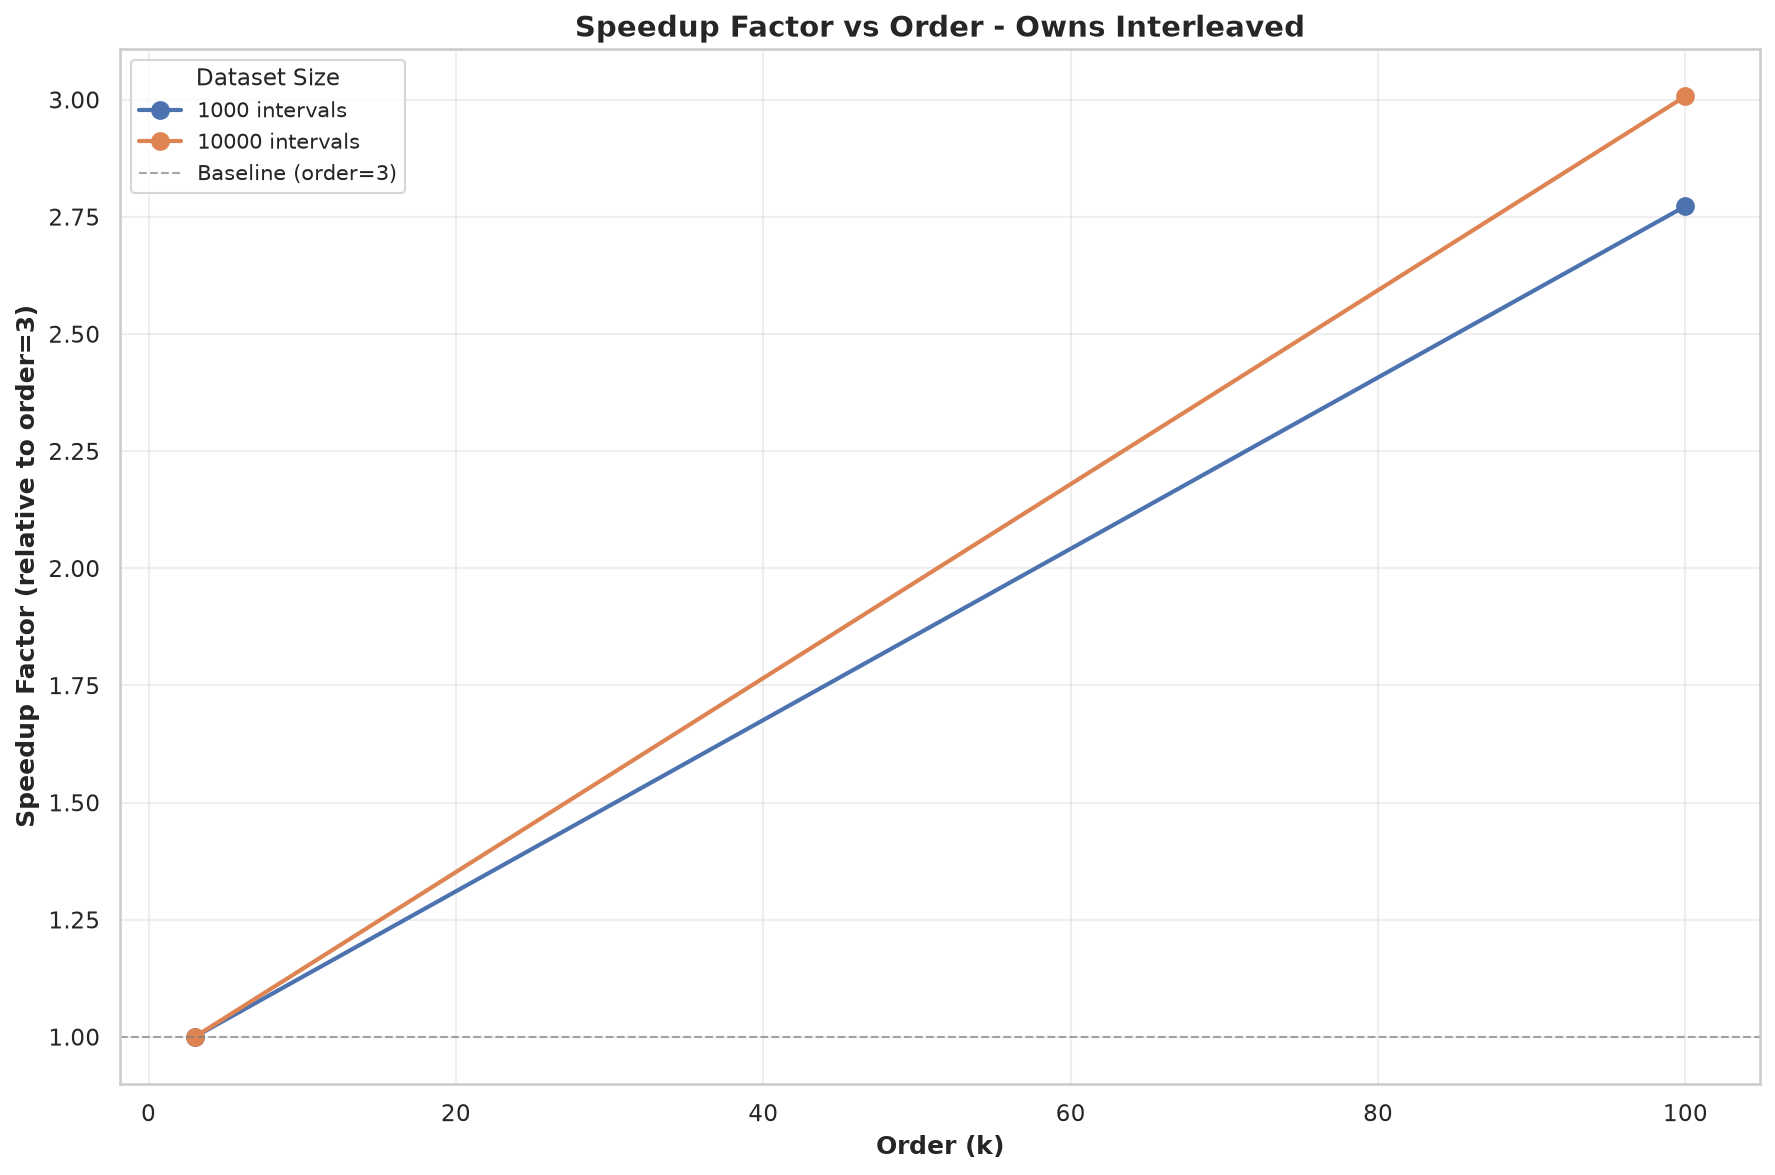 Speedup Factor vs Order - Owns Interleaved
Dataset Size
1000 intervals
10000 intervals
Baseline (order=3)
Speedup Factor (relative to order=3)
3.00
2.75
2.50
2.25
2.00
1.75
1.50
1.25
1.00
0 20 40 60 80 100
Order (k)